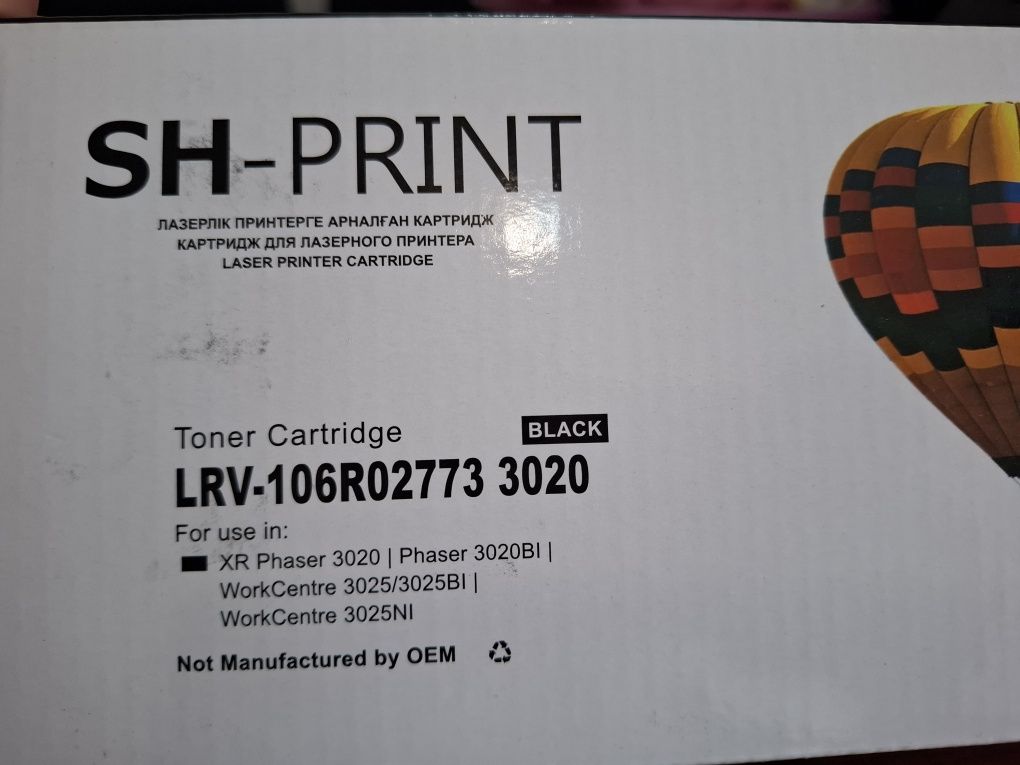 SH-PRINT
ЛАЗЕРЛІК ПРИНТЕРГЕ АРНАЛҒАН КАРТРИДЖ
КАРТРИДЖ ДЛЯ ЛАЗЕРНОГО ПРИНТЕРА
LASER PRINTER CARTRIDGE
Toner Cartridge BLACK
LRV-106R02773 3020
For use in:
XR Phaser 3020 | Phaser 3020BI |
WorkCentre 3025/3025BI |
WorkCentre 3025NI
Not Manufactured by OEM